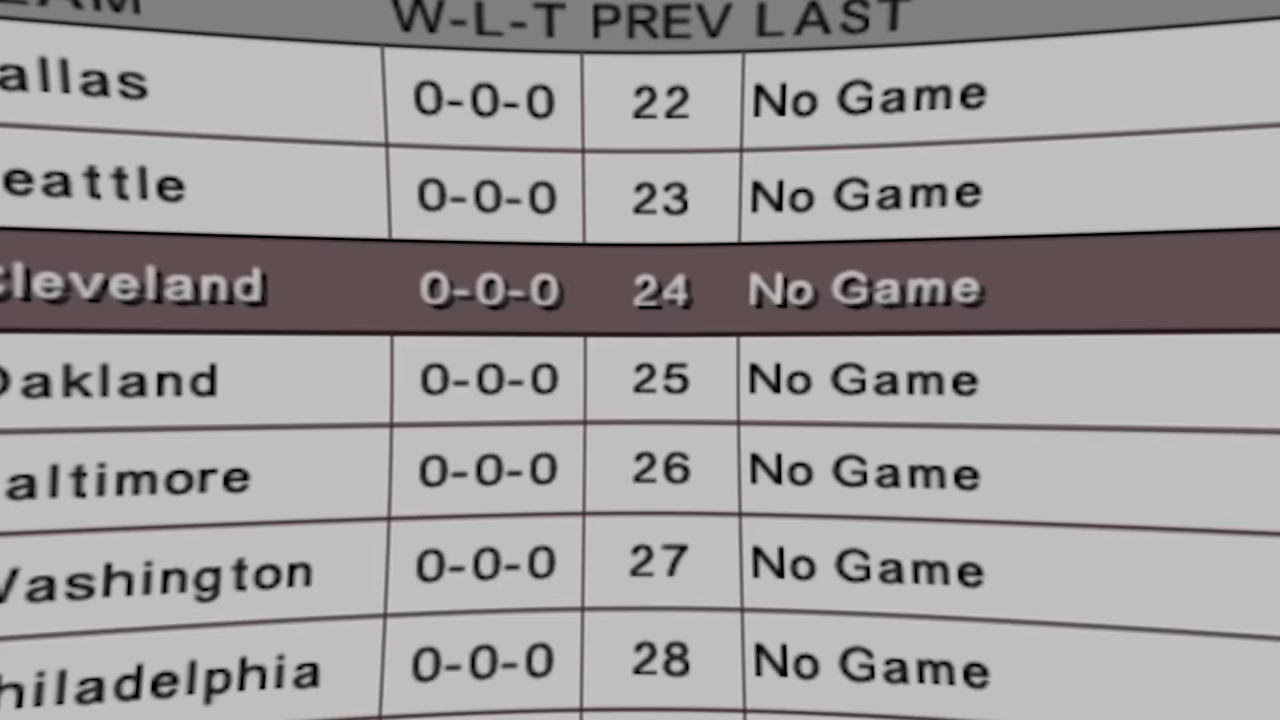 EAM W-L-T PREV LAST
allas 0-0-0 22 No Game
eattle 0-0-0 23 No Game
Cleveland 0-0-0 24 No Game
Oakland 0-0-0 25 No Game
altimore 0-0-0 26 No Game
Washington 0-0-0 27 No Game
hiladelphia 0-0-0 28 No Game